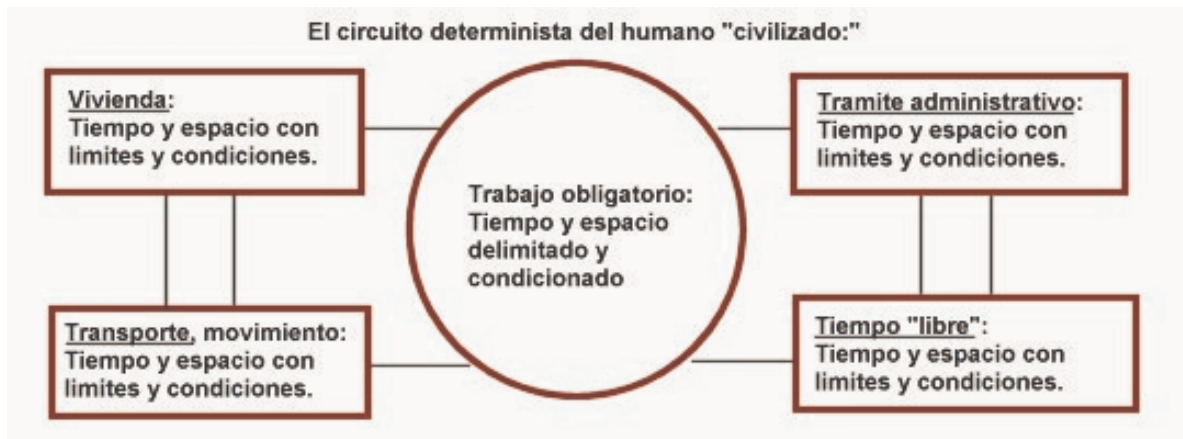 El circuito determinista del humano "civilizado:"
Vivienda:
Tiempo y espacio con
limites y condiciones.
Tramite administrativo:
Tiempo y espacio con
limites y condiciones.
Trabajo obligatorio:
Tiempo y espacio
delimitado y
condicionado
Transporte, movimiento:
Tiempo y espacio con
limites y condiciones.
Tiempo "libre":
Tiempo y espacio con
limites y condiciones.